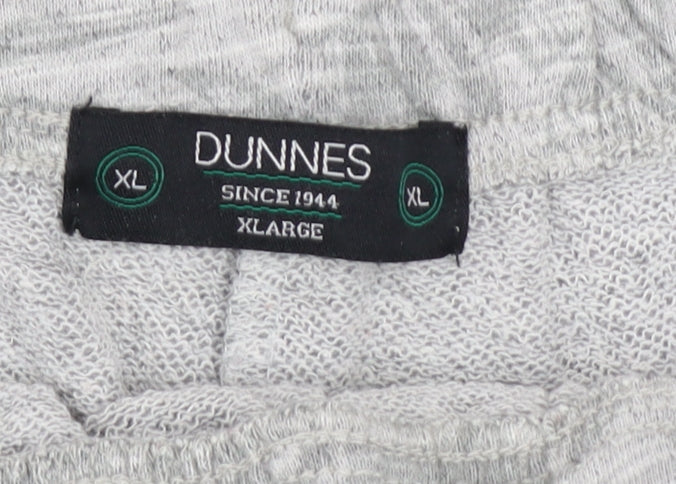 DUNNES
XL
SINCE 1944
XL
XLARGE